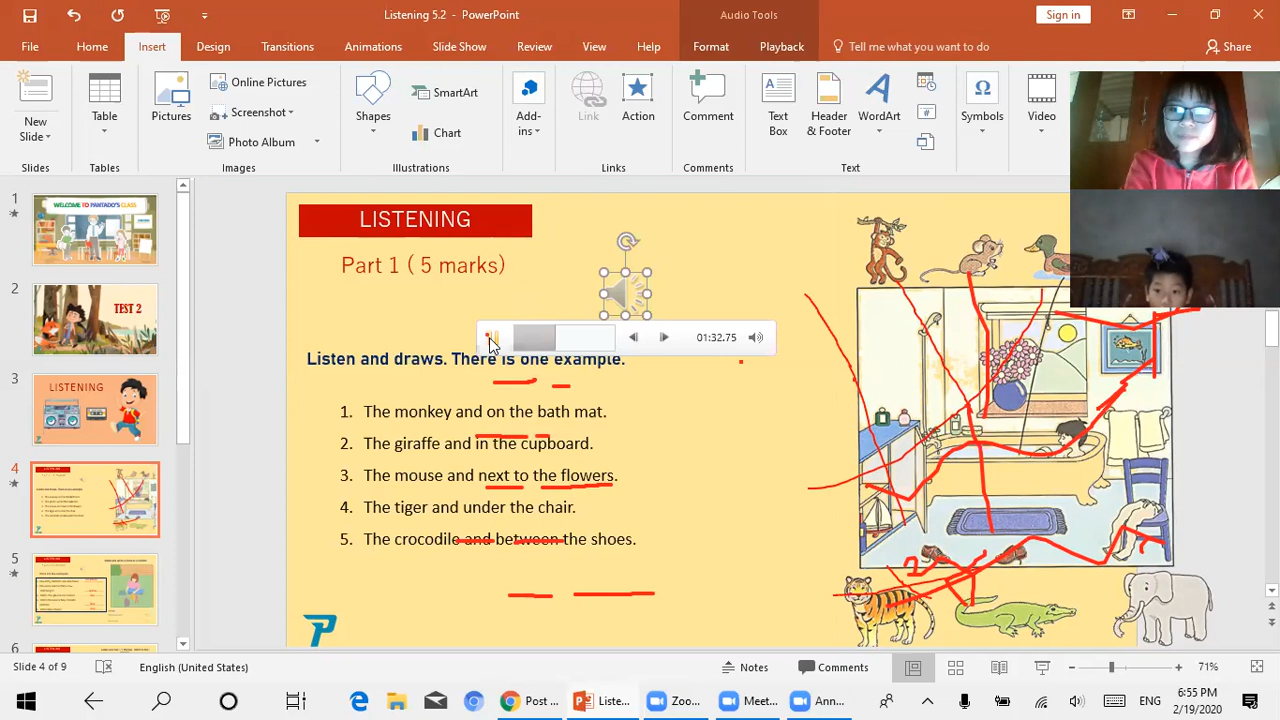 Listening 5.2 - PowerPoint
Audio Tools
Sign in
File Home Insert Design Transitions Animations Slide Show Review View Help Format Playback Tell me what you want to do Share
New Slide
Table
Pictures
Online Pictures
Screenshot
Photo Album
Shapes
SmartArt
Chart
Add-ins
Link
Action
Comment
Text Box
Header & Footer
WordArt
Symbols
Video
Slides Tables Images Illustrations Links Comments Text
1
WELCOME TO PANTADO'S CLASS
2
TEST 2
3
LISTENING
4
5
6
LISTENING
Part 1 ( 5 marks)
01:32.75
Listen and draws. There is one example.
1. The monkey and on the bath mat.
2. The giraffe and in the cupboard.
3. The mouse and next to the flowers.
4. The tiger and under the chair.
5. The crocodile and between the shoes.
Slide 4 of 9
English (United States)
Notes
Comments
71%
Post ...
Liste...
Zoo...
Meet...
Ann...
ENG
6:55 PM
2/19/2020